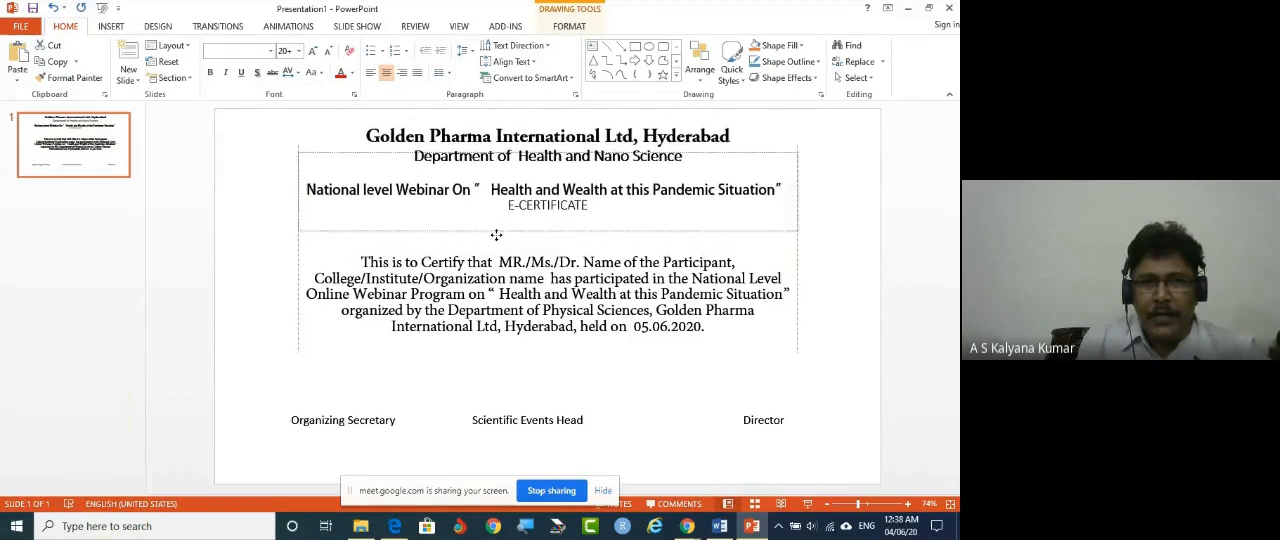 Presentation1 - PowerPoint
DRAWING TOOLS
?
FILE HOME INSERT DESIGN TRANSITIONS ANIMATIONS SLIDE SHOW REVIEW VIEW ADD-INS FORMAT Sign in
Paste
Cut
Copy
Format Painter
Clipboard
New
Slide
Layout
Reset
Section
Slides
20+
B I U S abc AV Aa A
Font
Text Direction
Align Text
Convert to SmartArt
Paragraph
Arrange
Quick
Styles
Shape Fill
Shape Outline
Shape Effects
Drawing
Find
Replace
Select
Editing
1
Golden Pharma International Ltd, Hyderabad
Department of Health and Nano Science
National level Webinar On “ Health and Wealth at this Pandemic Situation”
E-CERTIFICATE
This is to Certify that MR./Ms./Dr. Name of the Participant,
College/Institute/Organization name has participated in the National Level
Online Webinar Program on “ Health and Wealth at this Pandemic Situation”
organized by the Department of Physical Sciences, Golden Pharma
International Ltd, Hyderabad, held on 05.06.2020.
Organizing Secretary Scientific Events Head Director
meet.google.com is sharing your screen. Stop sharing Hide
SLIDE 1 OF 1 ENGLISH (UNITED STATES) COMMENTS 74%
Type here to search
ENG
12:38 AM
04/06/20
A S Kalyana Kumar